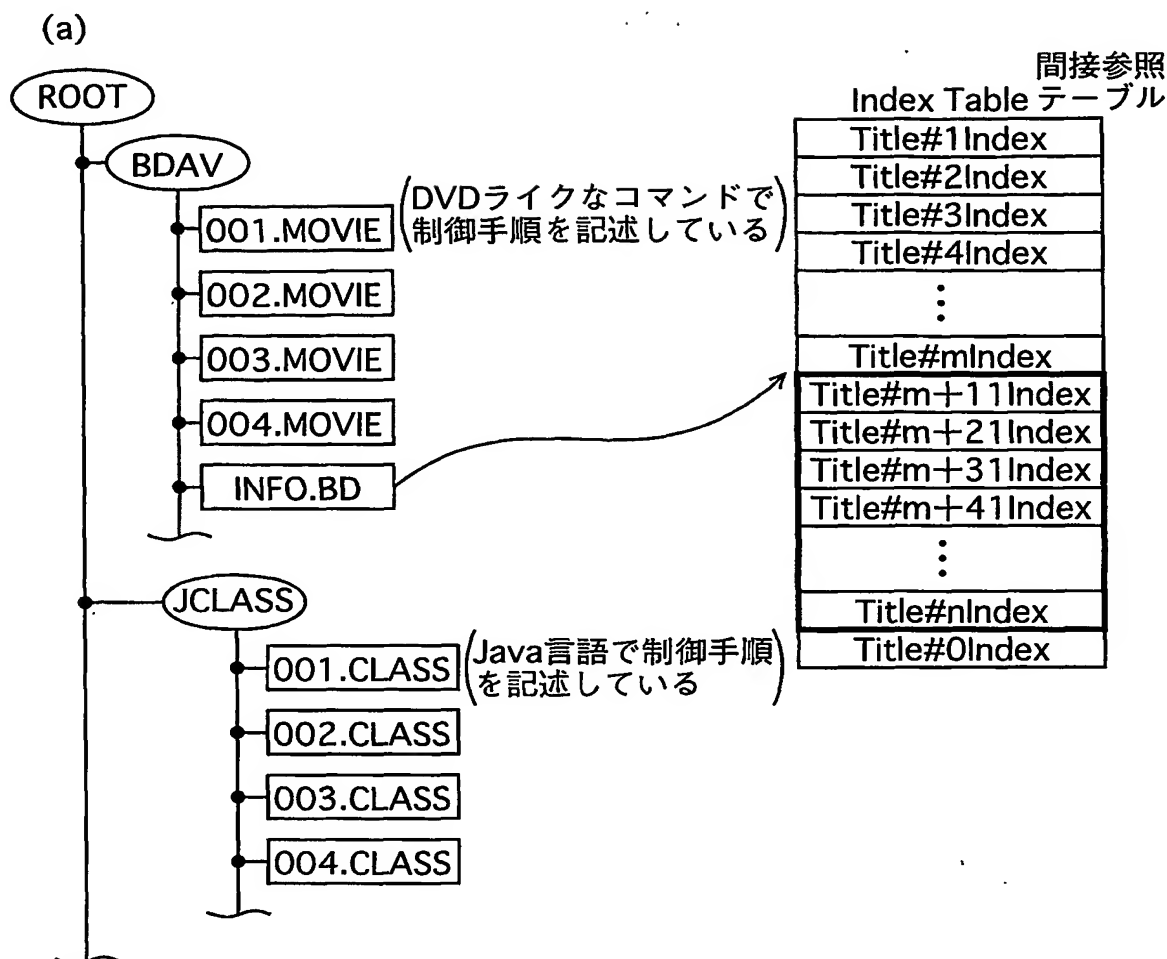 (a)
ROOT
BDAV
001.MOVIE
(DVDライクなコマンドで
制御手順を記述している)
002.MOVIE
003.MOVIE
004.MOVIE
INFO.BD
JCLASS
001.CLASS
(Java言語で制御手順
を記述している)
002.CLASS
003.CLASS
004.CLASS
間接参照
Index Table テーブル
Title#1Index
Title#2Index
Title#3Index
Title#4Index
⋮
Title#mIndex
Title#m+11Index
Title#m+21Index
Title#m+31Index
Title#m+41Index
⋮
Title#nIndex
Title#0Index